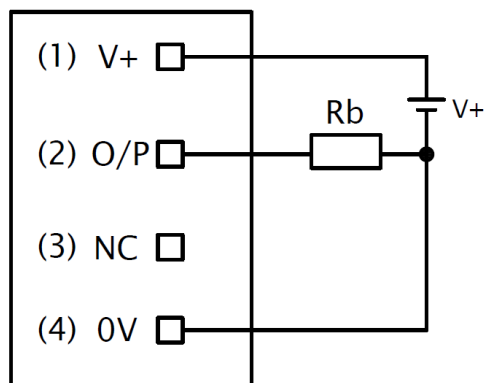 (1) V+
V+
Rb
(2) O/P
(3) NC
(4) 0V